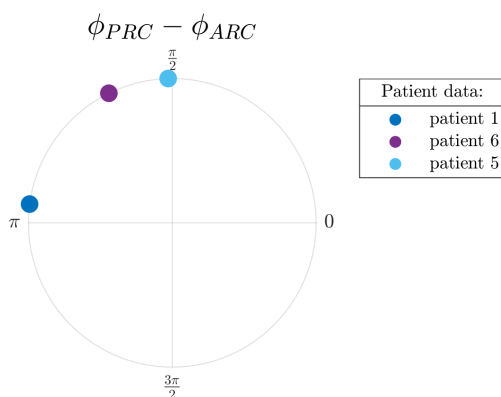 ϕ_PRC − ϕ_ARC
π/2
Patient data:
patient 1
patient 6
patient 5
π
0
3π/2